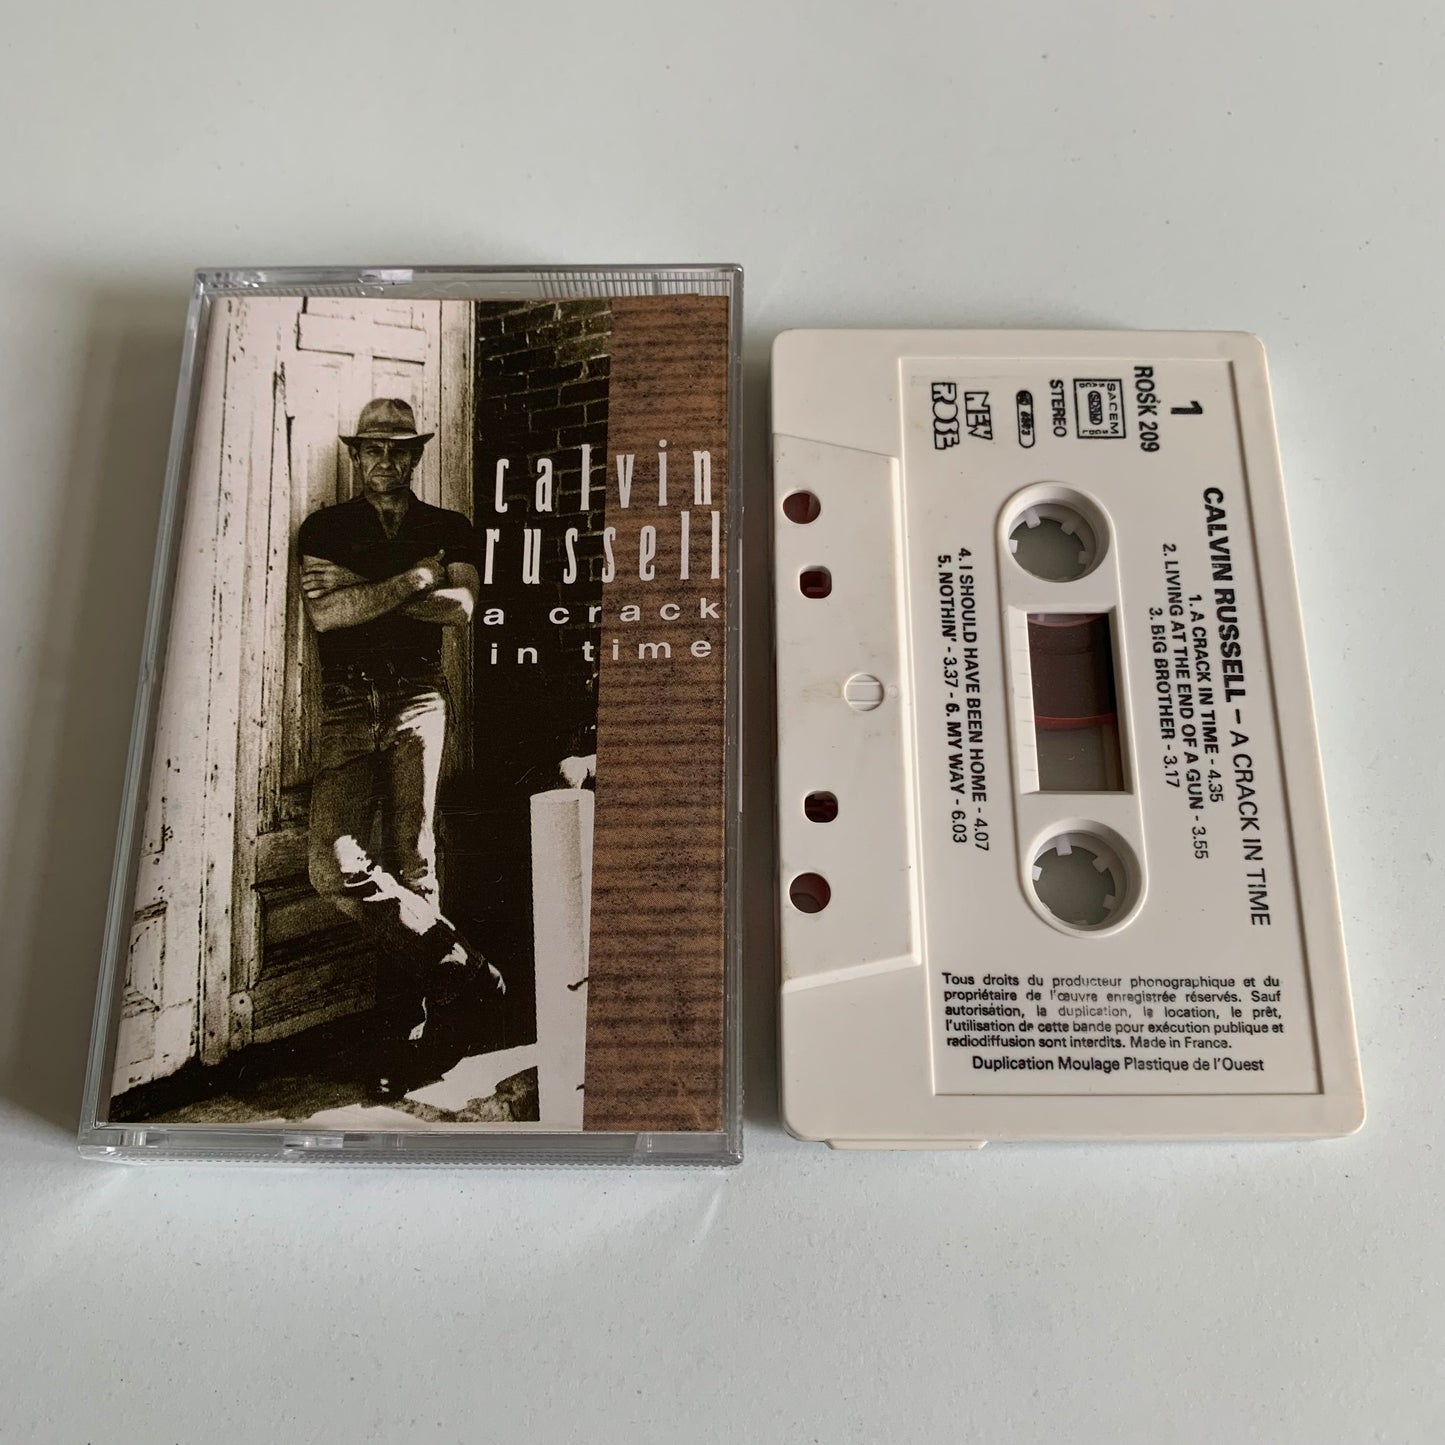 calvin
russell
a crack
in time
1
ROSK 209
SACEM
STEREO
NEW
ROSE
CALVIN RUSSELL – A CRACK IN TIME
1. A CRACK IN TIME - 4.35
2. LIVING AT THE END OF A GUN - 3.55
3. BIG BROTHER - 3.17
4. I SHOULD HAVE BEEN HOME - 4.07
5. NOTHIN' - 3.37 - 6. MY WAY - 6.03
Tous droits du producteur phonographique et du
propriétaire de l'œuvre enregistrée réservés. Sauf
autorisation, la duplication, la location, le prêt,
l'utilisation de cette bande pour exécution publique et
radiodiffusion sont interdits. Made in France.
Duplication Moulage Plastique de l'Ouest